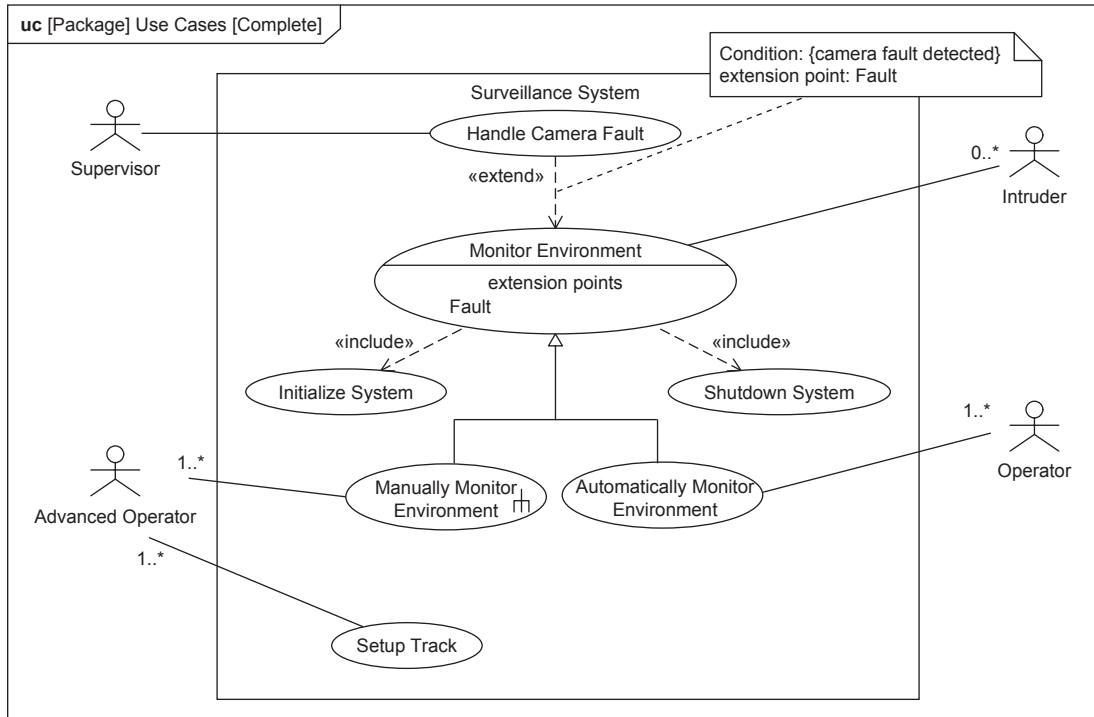 uc [Package] Use Cases [Complete]
Condition: {camera fault detected}
extension point: Fault
Surveillance System
Handle Camera Fault
Supervisor
«extend»
0..*
Intruder
Monitor Environment
extension points
Fault
«include»
«include»
Initialize System
Shutdown System
1..*
Operator
1..*
Advanced Operator
Manually Monitor
Environment
Automatically Monitor
Environment
1..*
Setup Track